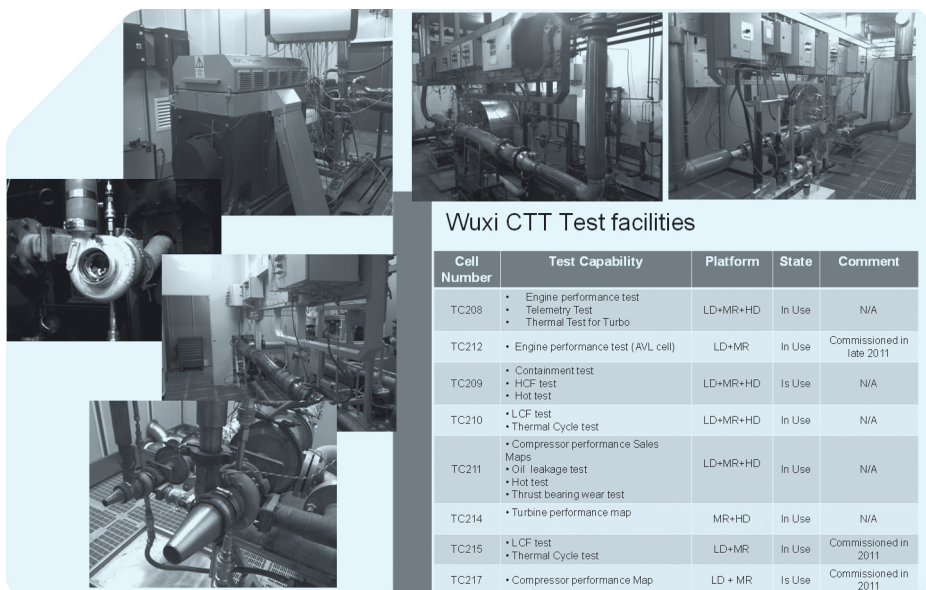 Wuxi CTT Test facilities
Cell Number | Test Capability | Platform | State | Comment
TC208 | • Engine performance test • Telemetry Test • Thermal Test for Turbo | LD+MR+HD | In Use | N/A
TC212 | • Engine performance test (AVL cell) | LD+MR | In Use | Commissioned in late 2011
TC209 | • Containment test • HCF test • Hot test | LD+MR+HD | Is Use | N/A
TC210 | • LCF test • Thermal Cycle test | LD+MR+HD | In Use | N/A
TC211 | • Compressor performance Sales Maps • Oil leakage test • Hot test • Thrust bearing wear test | LD+MR+HD | In Use | N/A
TC214 | • Turbine performance map | MR+HD | In Use | N/A
TC215 | • LCF test • Thermal Cycle test | LD+MR | In Use | Commissioned in 2011
TC217 | • Compressor performance Map | LD + MR | Is Use | Commissioned in 2011